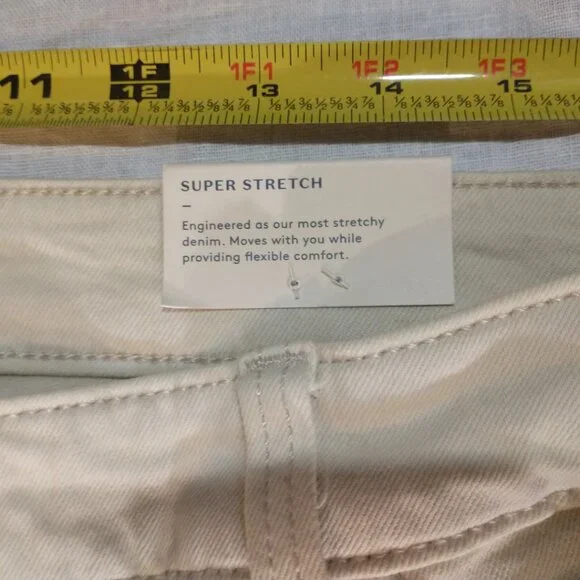 11 1F 12 1F1 13 1F2 14 1F3 15
SUPER STRETCH
–
Engineered as our most stretchy
denim. Moves with you while
providing flexible comfort.